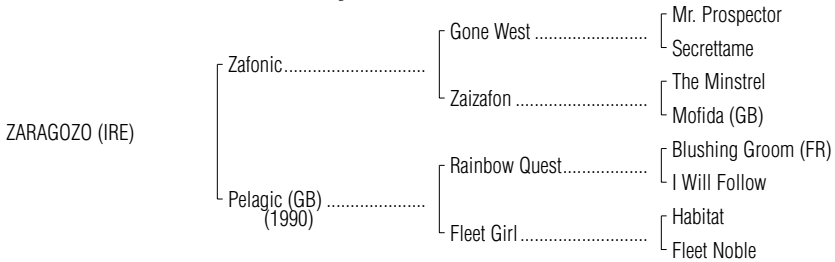 Mr. Prospector
Gone West
Secrettame
Zafonic
The Minstrel
Zaizafon
Mofida (GB)
ZARAGOZO (IRE)
Blushing Groom (FR)
Rainbow Quest
I Will Follow
Pelagic (GB)
(1990)
Habitat
Fleet Girl
Fleet Noble